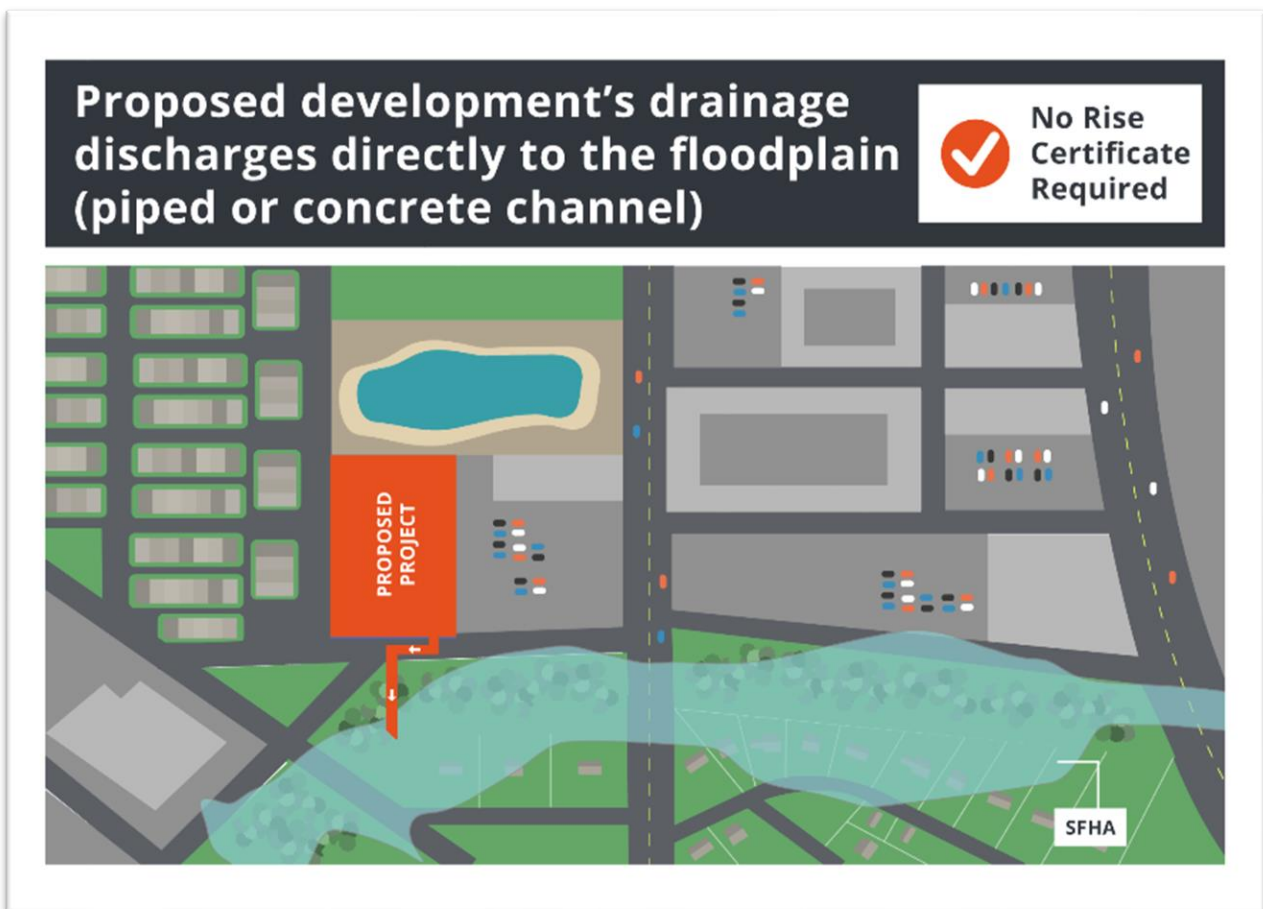 Proposed development's drainage
discharges directly to the floodplain
(piped or concrete channel)
No Rise
Certificate
Required
PROPOSED
PROJECT
SFHA